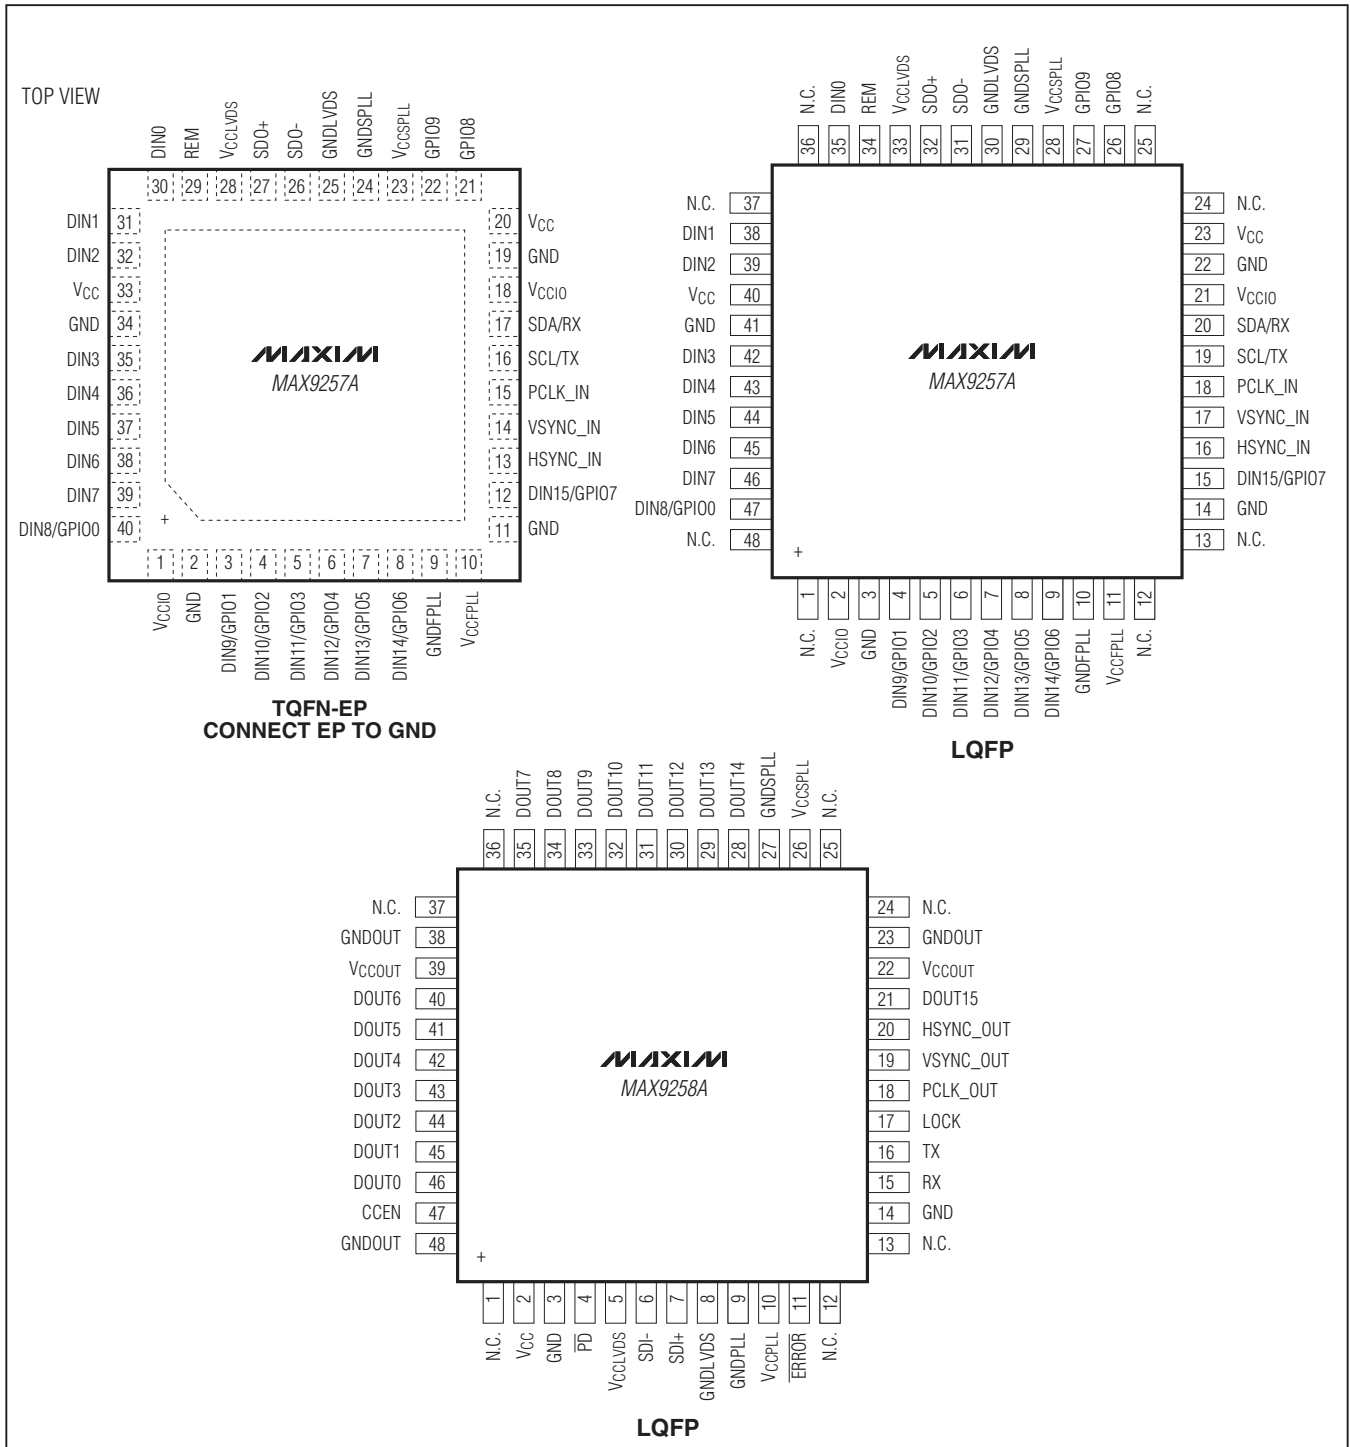 TOP VIEW
DIN0 REM VCCLVDS SDO+ SDO- GNDLVDS GNDSPLL VCCSPLL GPIO9 GPIO8
30 29 28 27 26 25 24 23 22 21
DIN1 31 20 VCC
DIN2 32 19 GND
VCC 33 18 VCCIO
GND 34 17 SDA/RX
DIN3 35 16 SCL/TX
DIN4 36 15 PCLK_IN
DIN5 37 14 VSYNC_IN
DIN6 38 13 HSYNC_IN
DIN7 39 12 DIN15/GPIO7
DIN8/GPIO0 40 11 GND
MAXIM
MAX9257A
+
1 2 3 4 5 6 7 8 9 10
VCCIO GND DIN9/GPIO1 DIN10/GPIO2 DIN11/GPIO3 DIN12/GPIO4 DIN13/GPIO5 DIN14/GPIO6 GNDFPLL VCCFPLL
TQFN-EP
CONNECT EP TO GND
N.C. DIN0 REM VCCLVDS SDO+ SDO- GNDLVDS GNDSPLL VCCSPLL GPIO9 GPIO8 N.C.
36 35 34 33 32 31 30 29 28 27 26 25
N.C. 37 24 N.C.
DIN1 38 23 VCC
DIN2 39 22 GND
VCC 40 21 VCCIO
GND 41 20 SDA/RX
DIN3 42 19 SCL/TX
DIN4 43 18 PCLK_IN
DIN5 44 17 VSYNC_IN
DIN6 45 16 HSYNC_IN
DIN7 46 15 DIN15/GPIO7
DIN8/GPIO0 47 14 GND
N.C. 48 13 N.C.
MAXIM
MAX9257A
+
1 2 3 4 5 6 7 8 9 10 11 12
N.C. VCCIO GND DIN9/GPIO1 DIN10/GPIO2 DIN11/GPIO3 DIN12/GPIO4 DIN13/GPIO5 DIN14/GPIO6 GNDFPLL VCCFPLL N.C.
LQFP
N.C. DOUT7 DOUT8 DOUT9 DOUT10 DOUT11 DOUT12 DOUT13 DOUT14 GNDSPLL VCCSPLL N.C.
36 35 34 33 32 31 30 29 28 27 26 25
N.C. 37 24 N.C.
GNDOUT 38 23 GNDOUT
VCCOUT 39 22 VCCOUT
DOUT6 40 21 DOUT15
DOUT5 41 20 HSYNC_OUT
DOUT4 42 19 VSYNC_OUT
DOUT3 43 18 PCLK_OUT
DOUT2 44 17 LOCK
DOUT1 45 16 TX
DOUT0 46 15 RX
CCEN 47 14 GND
GNDOUT 48 13 N.C.
MAXIM
MAX9258A
+
1 2 3 4 5 6 7 8 9 10 11 12
N.C. VCC GND PD VCCLVDS SDI- SDI+ GNDLVDS GNDPLL VCCPLL ERROR N.C.
LQFP